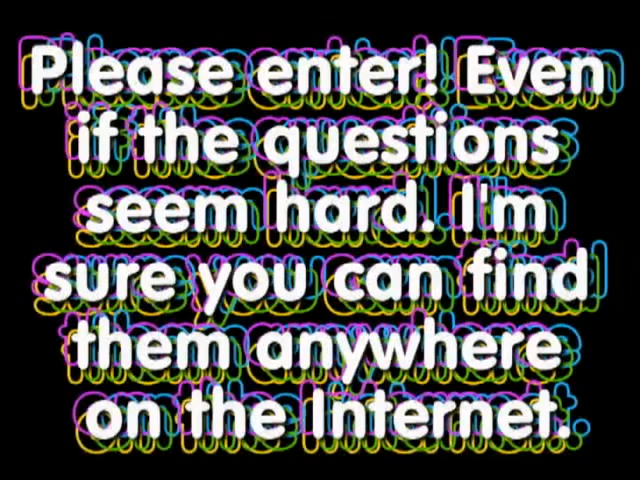 Please enter! Even
if the questions
seem hard. I'm
sure you can find
them anywhere
on the Internet.